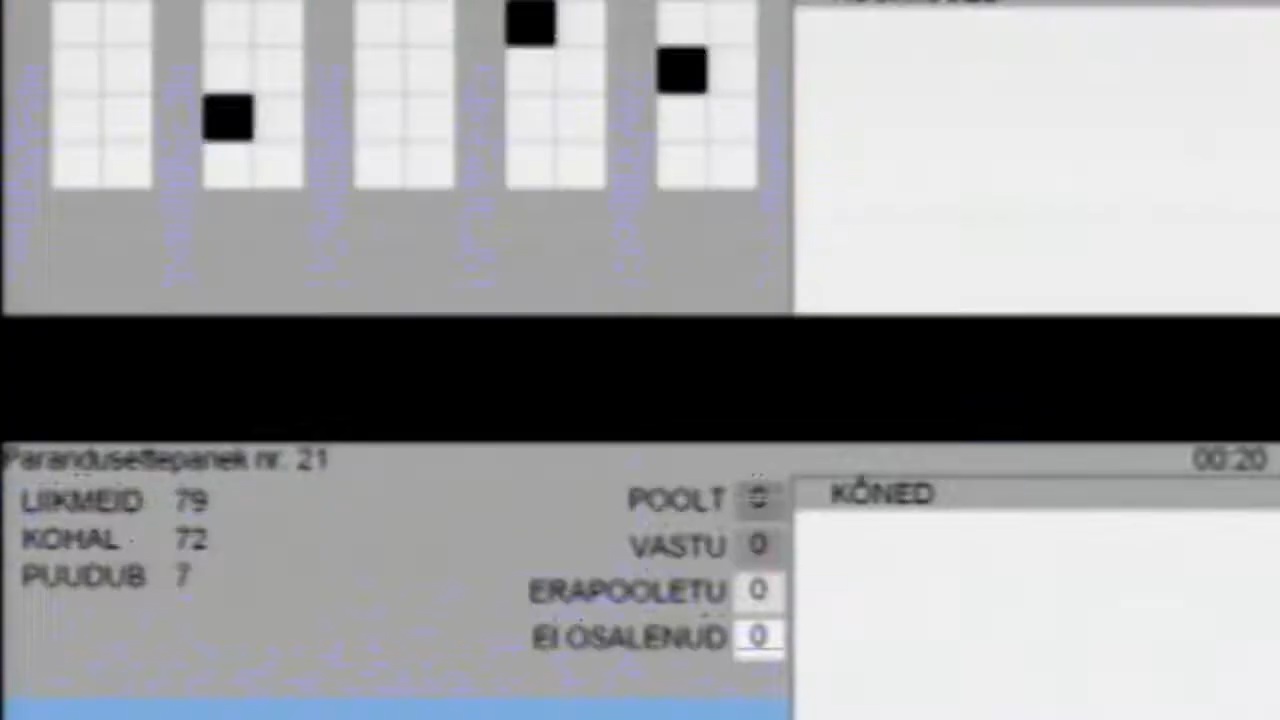 Parandusettepanek nr. 21
00:20
LIIKMEID 79
KOHAL 72
PUUDUB 7
POOLT 0
VASTU 0
ERAPOOLETU 0
EI OSALENUD 0
KÕNED